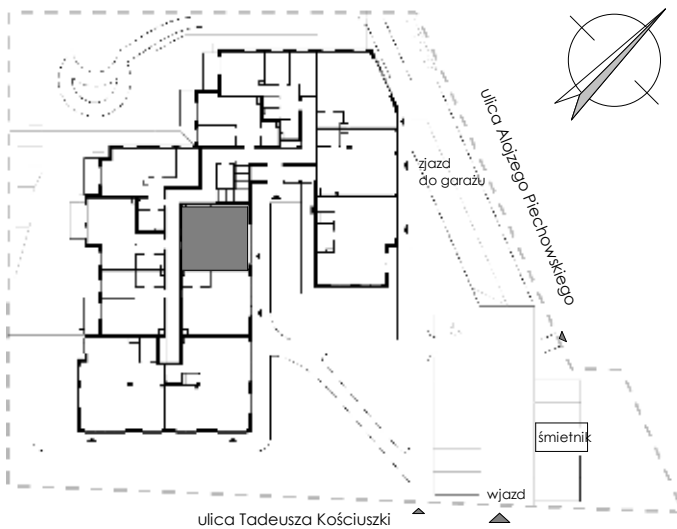 ulica Alojzego Piechowskiego
zjazd
do garażu
śmietnik
wjazd
ulica Tadeusza Kościuszki